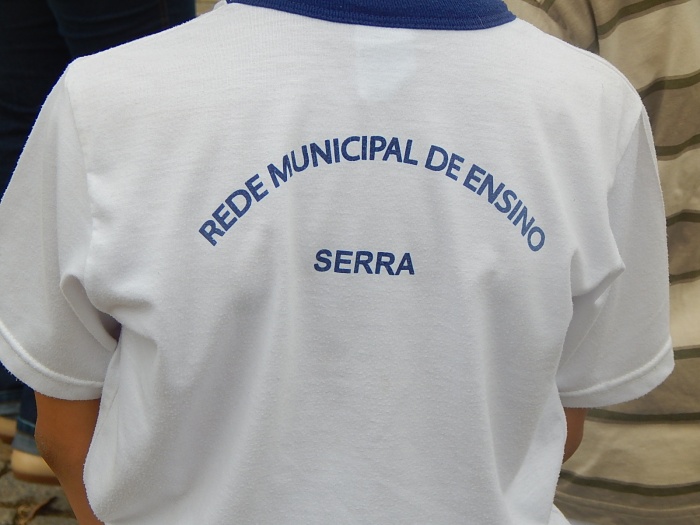 REDE MUNICIPAL DE ENSINO
SERRA